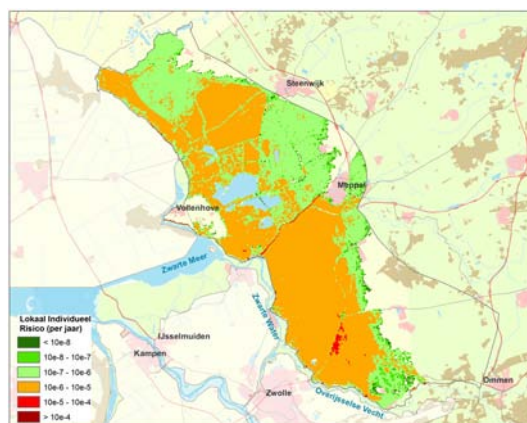 Steenwijk
Meppel
Vollenhove
Zwarte Meer
IJsselmuiden
Kampen
Zwarte Water
Zwolle
Overijsselse Vecht
Ommen
Lokaal Individueel
Risico (per jaar)
< 10e-8
10e-8 - 10e-7
10e-7 - 10e-6
10e-6 - 10e-5
10e-5 - 10e-4
> 10e-4